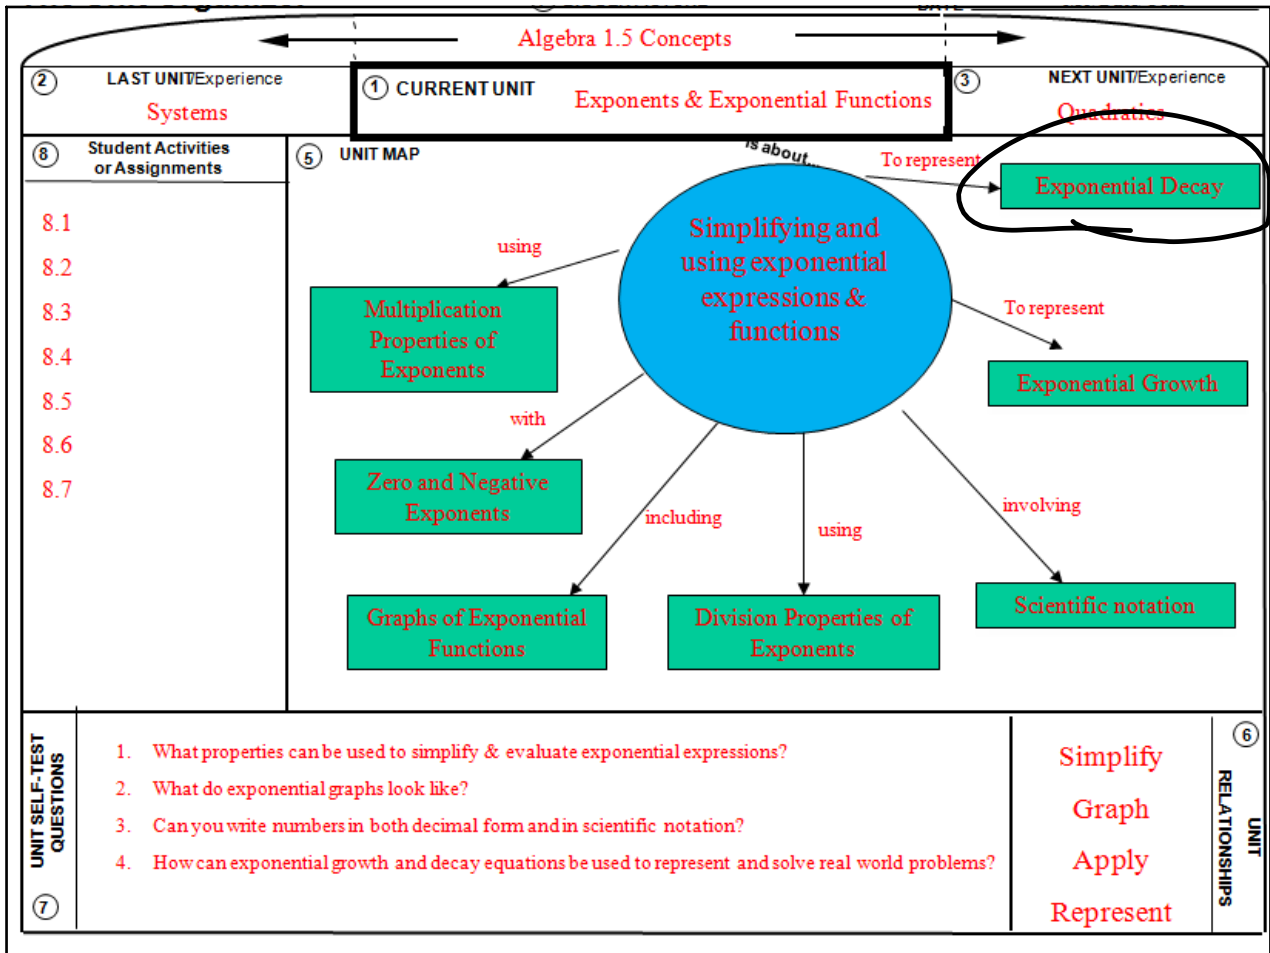 DATE
Algebra 1.5 Concepts
2 LAST UNIT/Experience
Systems
1 CURRENT UNIT
Exponents & Exponential Functions
3 NEXT UNIT/Experience
Quadratics
8 Student Activities
or Assignments
8.1
8.2
8.3
8.4
8.5
8.6
8.7
5 UNIT MAP
is about...
Simplifying and
using exponential
expressions &
functions
To represent
Exponential Decay
To represent
Exponential Growth
using
Multiplication
Properties of
Exponents
with
Zero and Negative
Exponents
including
Graphs of Exponential
Functions
using
Division Properties of
Exponents
involving
Scientific notation
UNIT SELF-TEST
QUESTIONS
7
1. What properties can be used to simplify & evaluate exponential expressions?
2. What do exponential graphs look like?
3. Can you write numbers in both decimal form and in scientific notation?
4. How can exponential growth and decay equations be used to represent and solve real world problems?
Simplify
Graph
Apply
Represent
6
UNIT
RELATIONSHIPS